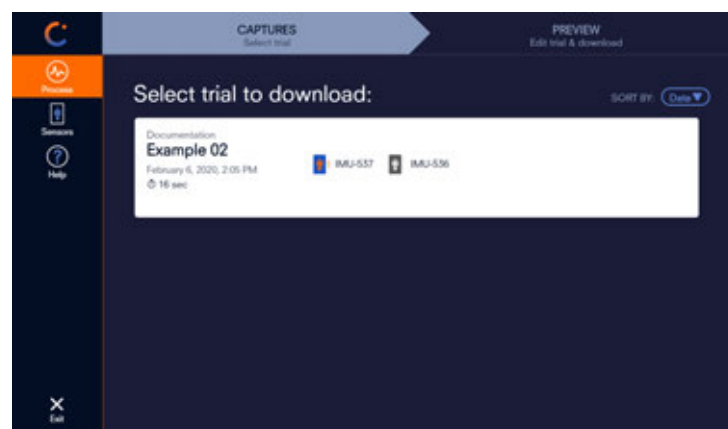 CAPTURES
Select trial
PREVIEW
Edit trial & download
Process
Sensors
Help
Exit
Select trial to download:
SORT BY: Date
Documentation
Example 02
February 6, 2020, 2:05 PM
16 sec
IMU-537
IMU-536